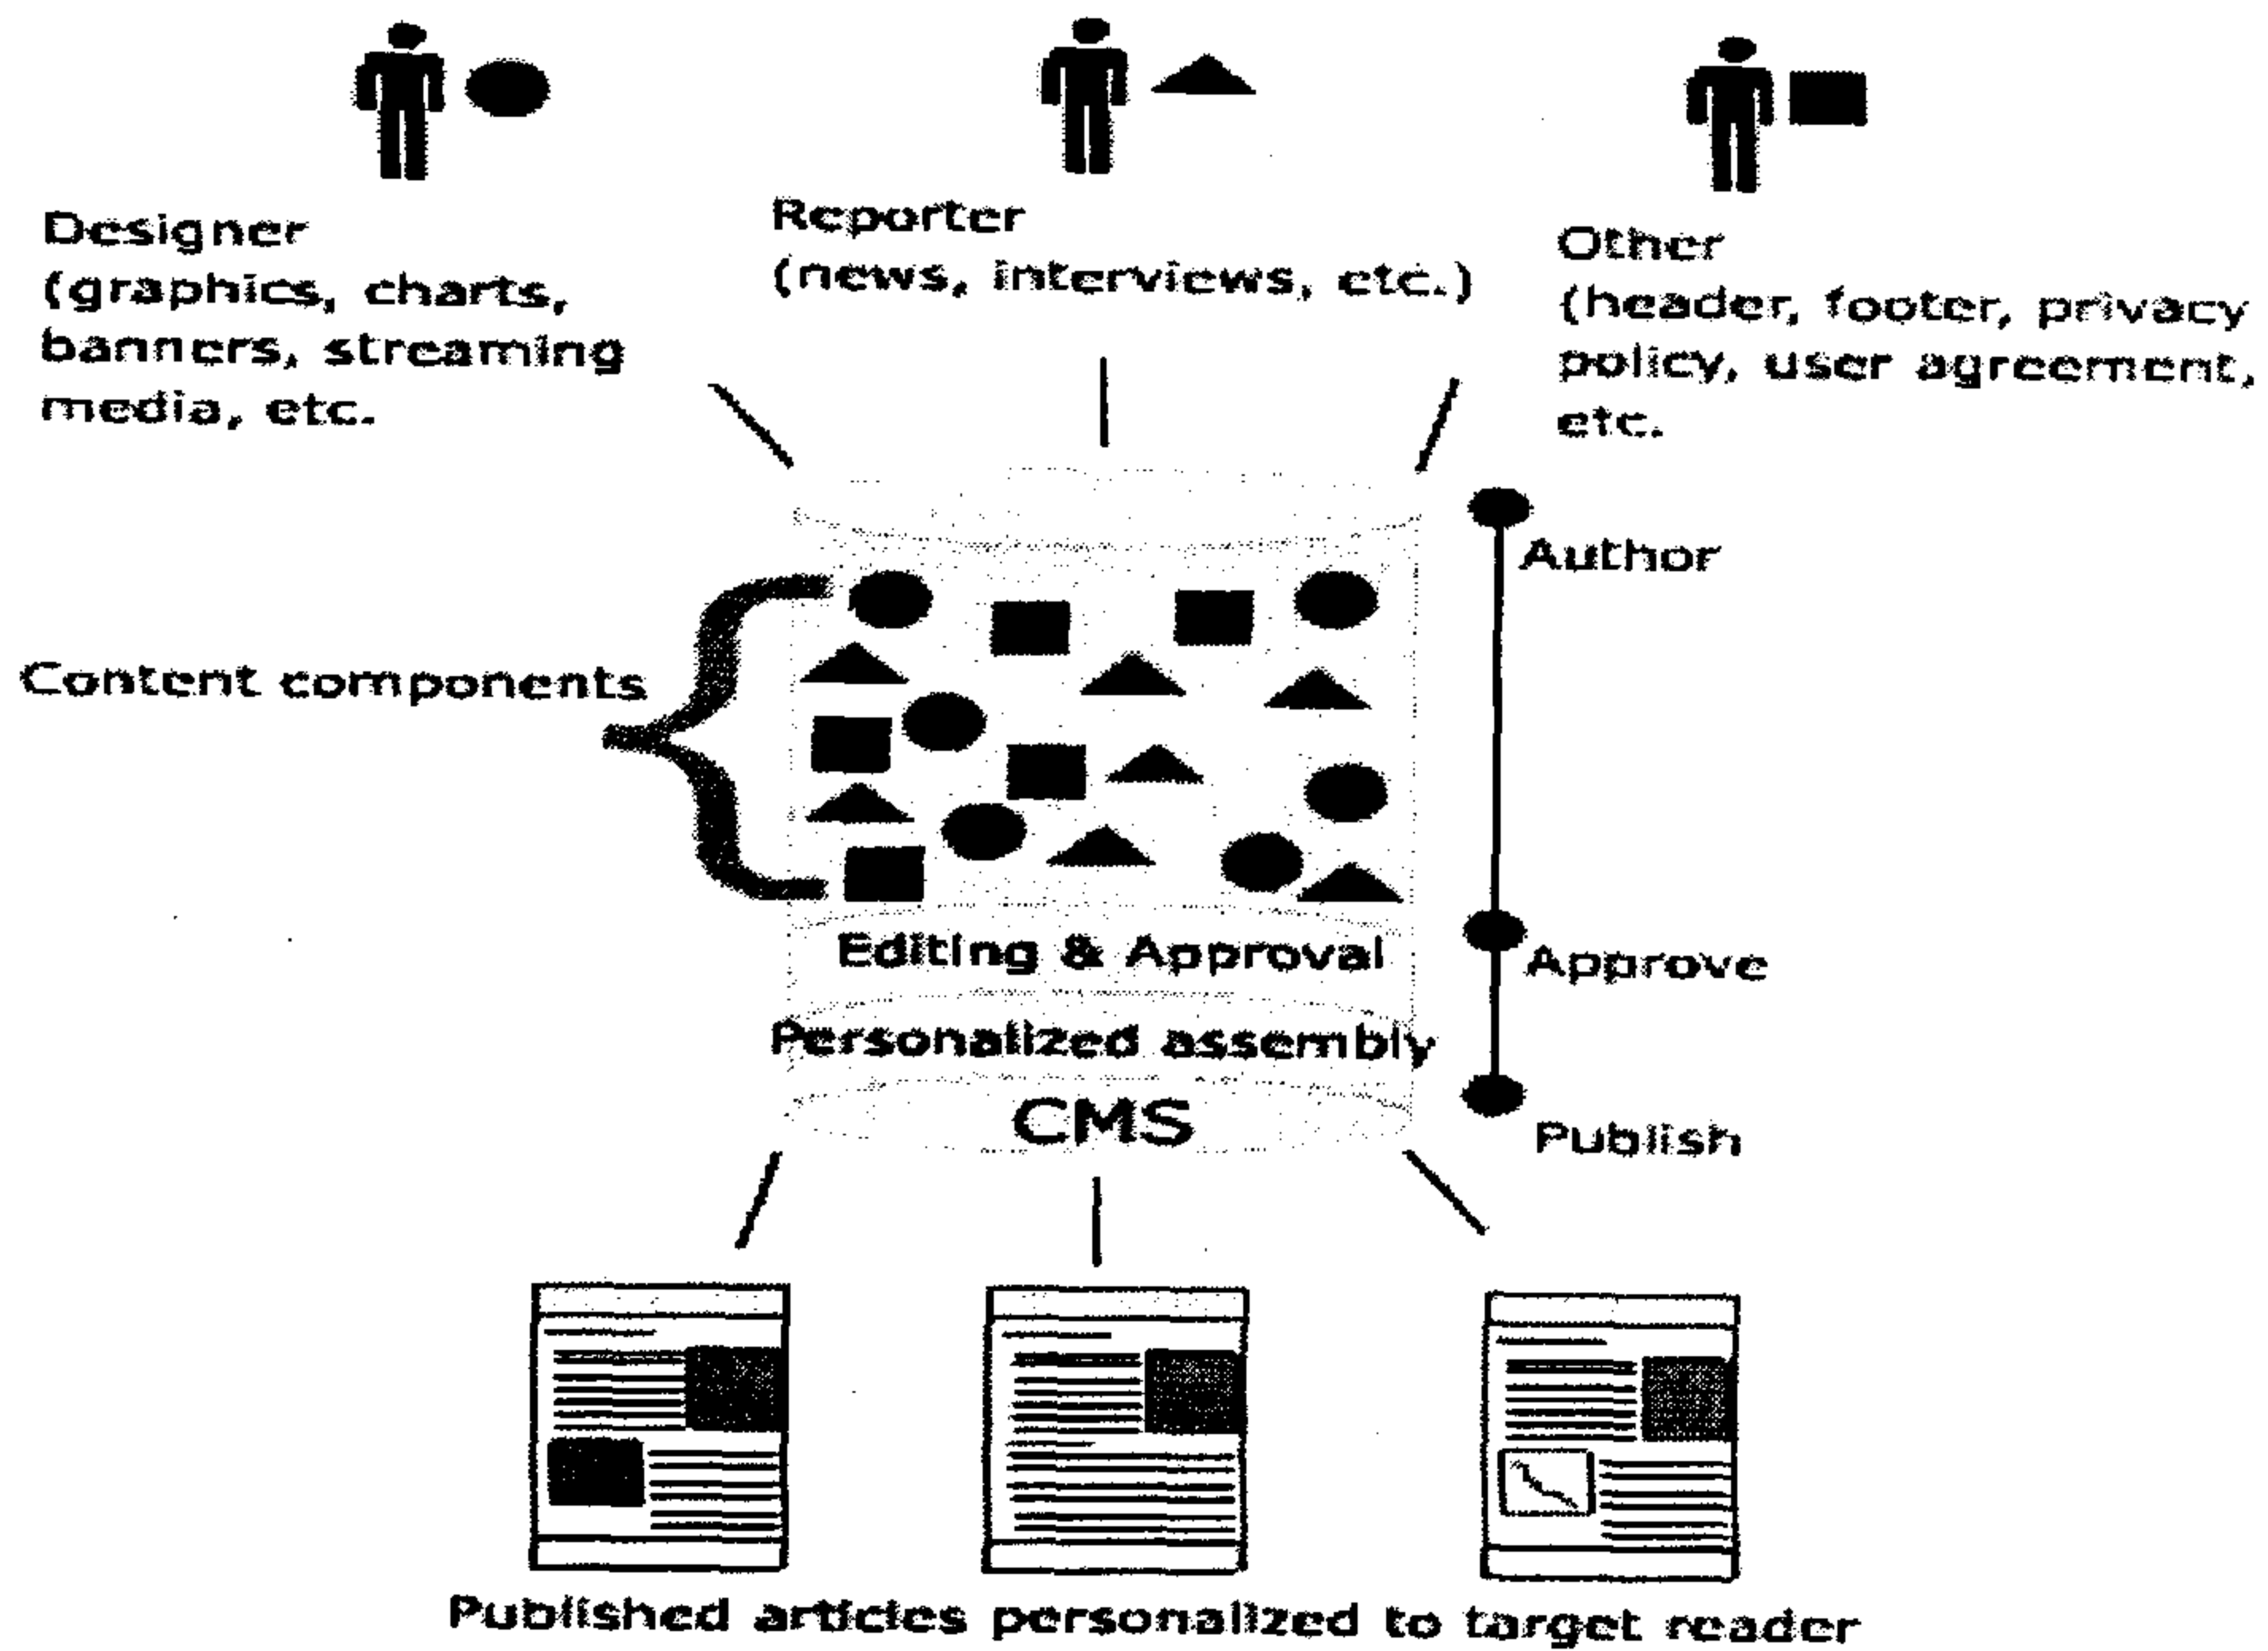 Designer
(graphics, charts,
banners, streaming
media, etc.
Reporter
(news, interviews, etc.)
Other
(header, footer, privacy
policy, user agreement,
etc.
Content components
Author
Editing & Approval
Approve
Personalized assembly
CMS
Publish
Published articles personalized to target reader